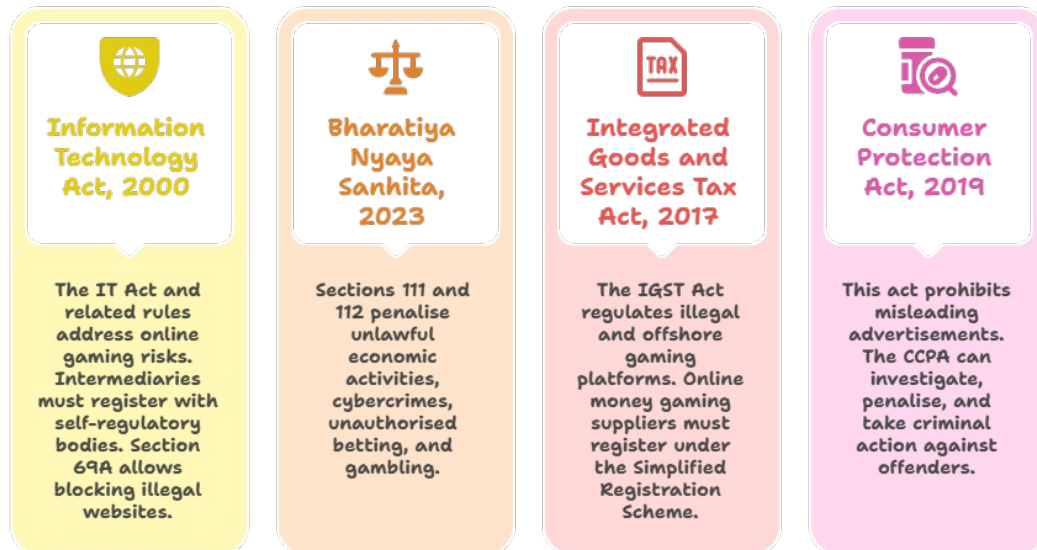 Information
Technology
Act, 2000
The IT Act and
related rules
address online
gaming risks.
Intermediaries
must register with
self-regulatory
bodies. Section
69A allows
blocking illegal
websites.
Bharatiya
Nyaya
Sanhita,
2023
Sections 111 and
112 penalise
unlawful
economic
activities,
cybercrimes,
unauthorised
betting, and
gambling.
TAX
Integrated
Goods and
Services Tax
Act, 2017
The IGST Act
regulates illegal
and offshore
gaming
platforms. Online
money gaming
suppliers must
register under
the Simplified
Registration
Scheme.
Consumer
Protection
Act, 2019
This act prohibits
misleading
advertisements.
The CCPA can
investigate,
penalise, and
take criminal
action against
offenders.